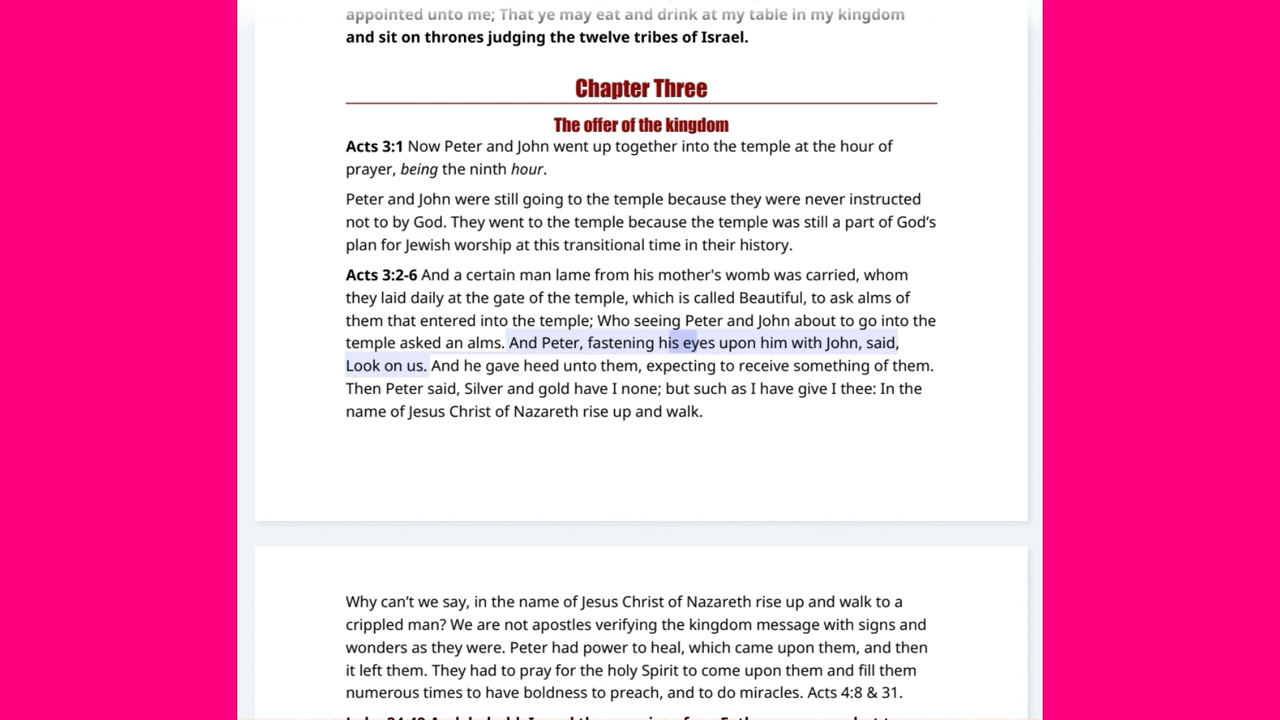 appointed unto me; That ye may eat and drink at my table in my kingdom
and sit on thrones judging the twelve tribes of Israel.
Chapter Three
The offer of the kingdom
Acts 3:1 Now Peter and John went up together into the temple at the hour of
prayer, being the ninth hour.
Peter and John were still going to the temple because they were never instructed
not to by God. They went to the temple because the temple was still a part of God’s
plan for Jewish worship at this transitional time in their history.
Acts 3:2-6 And a certain man lame from his mother's womb was carried, whom
they laid daily at the gate of the temple, which is called Beautiful, to ask alms of
them that entered into the temple; Who seeing Peter and John about to go into the
temple asked an alms. And Peter, fastening his eyes upon him with John, said,
Look on us. And he gave heed unto them, expecting to receive something of them.
Then Peter said, Silver and gold have I none; but such as I have give I thee: In the
name of Jesus Christ of Nazareth rise up and walk.
Why can’t we say, in the name of Jesus Christ of Nazareth rise up and walk to a
crippled man? We are not apostles verifying the kingdom message with signs and
wonders as they were. Peter had power to heal, which came upon them, and then
it left them. They had to pray for the holy Spirit to come upon them and fill them
numerous times to have boldness to preach, and to do miracles. Acts 4:8 & 31.